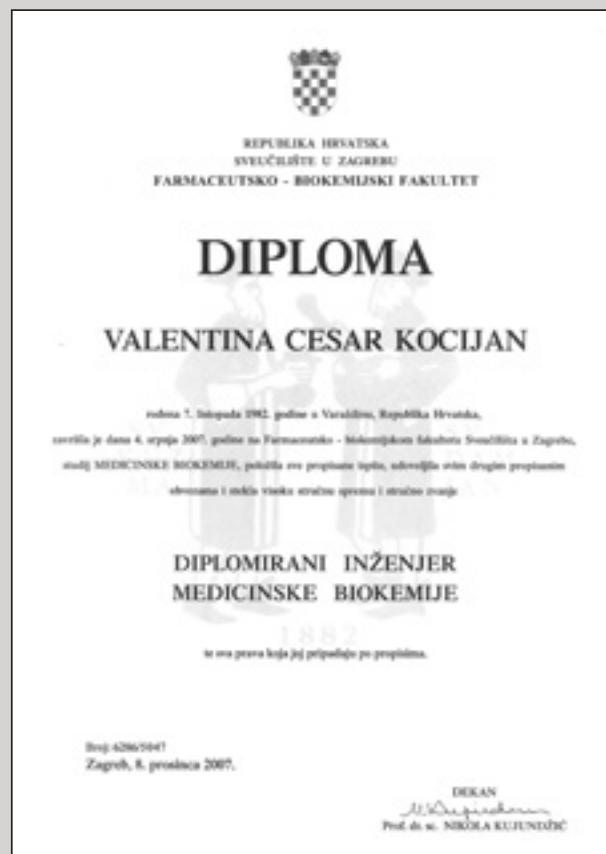 REPUBLIKA HRVATSKA
SVEUČILIŠTE U ZAGREBU
FARMACEUTSKO - BIOKEMIJSKI FAKULTET
DIPLOMA
VALENTINA CESAR KOCIJAN
rođena 7. listopada 1982. godine u Varaždinu, Republika Hrvatska,
završila je dana 4. srpnja 2007. godine na Farmaceutsko - biokemijskom fakultetu Sveučilišta u Zagrebu,
studij MEDICINSKE BIOKEMIJE, položila sve propisane ispite, udovoljila svim drugim propisanim
obvezama i stekla visoku stručnu spremu i stručno zvanje
DIPLOMIRANI INŽENJER
MEDICINSKE BIOKEMIJE
1882
te sva prava koja joj pripadaju po propisima.
Broj: 6286/5047
Zagreb, 8. prosinca 2007.
DEKAN
Prof. dr. sc. NIKOLA KUJUNDŽIĆ